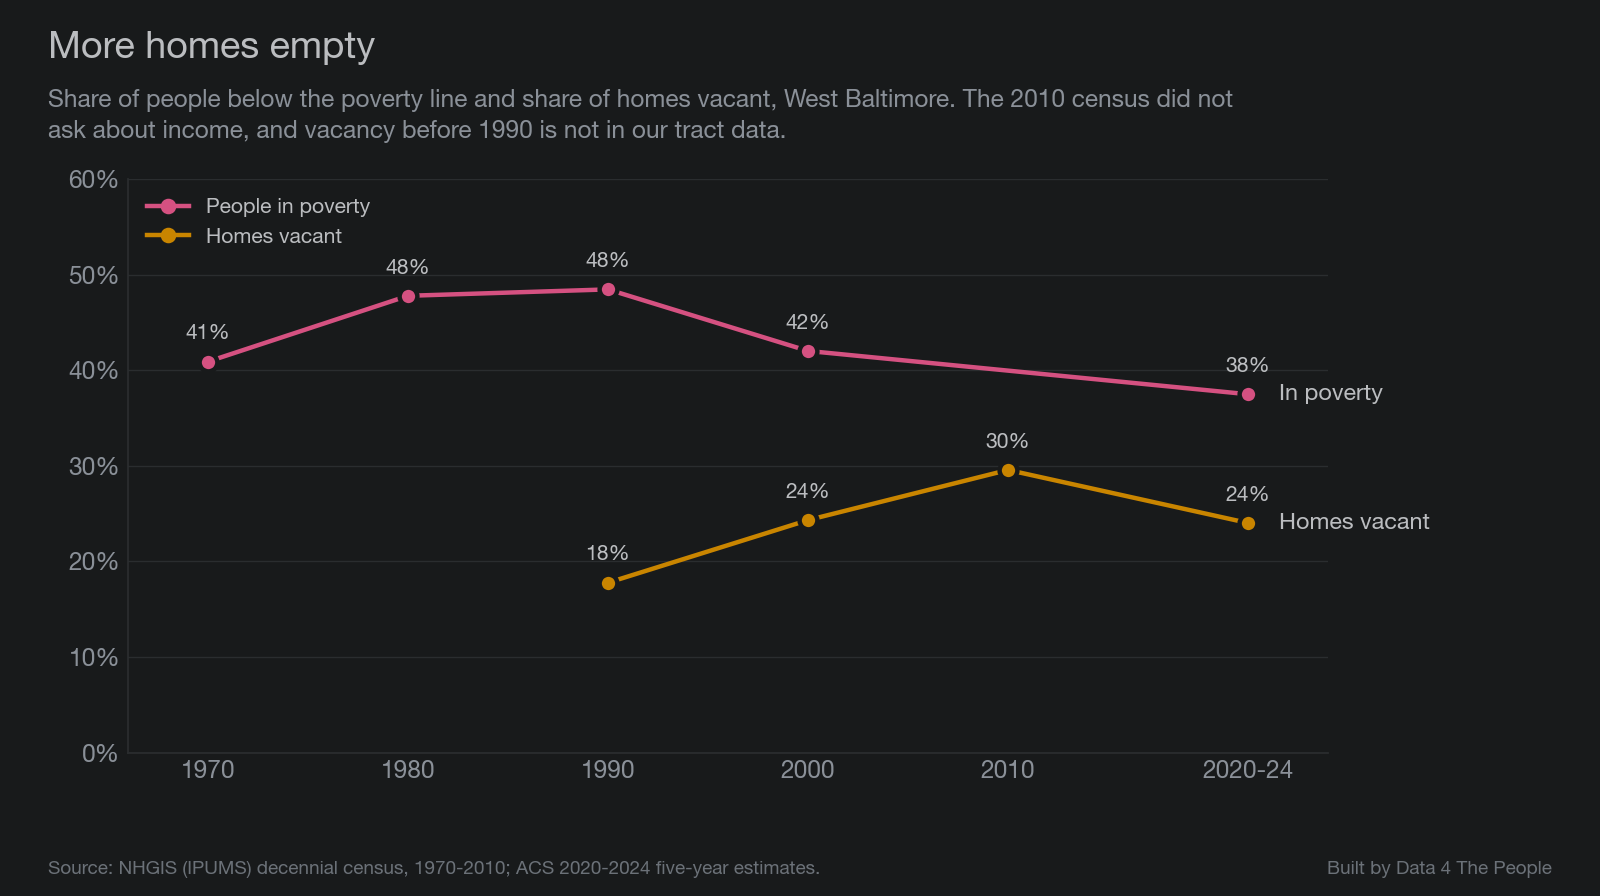 More homes empty
Share of people below the poverty line and share of homes vacant, West Baltimore. The 2010 census did not
ask about income, and vacancy before 1990 is not in our tract data.
60%
People in poverty
Homes vacant
50%
48%
48%
41%
42%
40%
38%
In poverty
30%
30%
24%
24%
Homes vacant
20%
18%
10%
0%
1970
1980
1990
2000
2010
2020-24
Source: NHGIS (IPUMS) decennial census, 1970-2010; ACS 2020-2024 five-year estimates.
Built by Data 4 The People